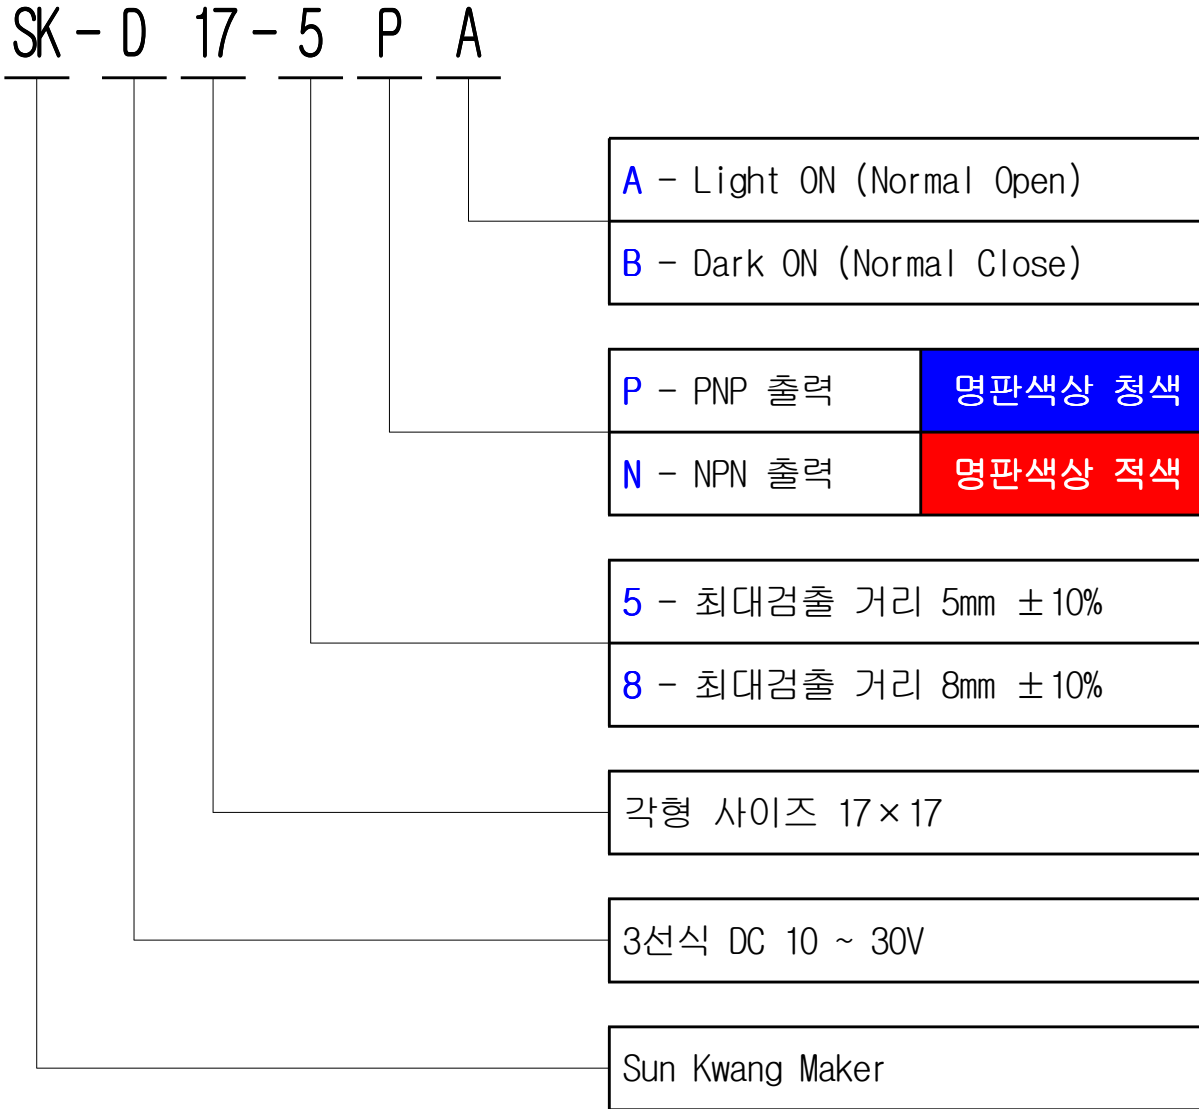 SK - D 17 - 5 P A
A - Light ON (Normal Open)
B - Dark ON (Normal Close)
P - PNP 출력 명판색상 청색
N - NPN 출력 명판색상 적색
5 - 최대검출 거리 5mm ±10%
8 - 최대검출 거리 8mm ±10%
각형 사이즈 17×17
3선식 DC 10 ~ 30V
Sun Kwang Maker